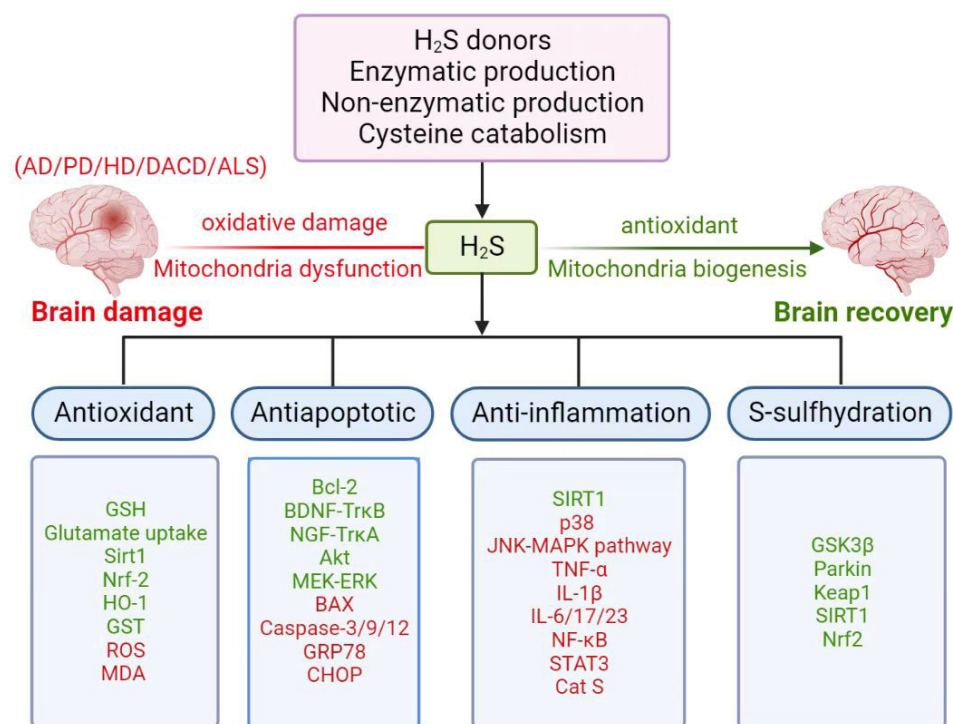 H₂S donors
Enzymatic production
Non-enzymatic production
Cysteine catabolism
(AD/PD/HD/DACD/ALS)
oxidative damage
Mitochondria dysfunction
H₂S
antioxidant
Mitochondria biogenesis
Brain damage
Brain recovery
Antioxidant
Antiapoptotic
Anti-inflammation
S-sulfhydration
GSH
Glutamate uptake
Sirt1
Nrf-2
HO-1
GST
ROS
MDA
Bcl-2
BDNF-TrκB
NGF-TrκA
Akt
MEK-ERK
BAX
Caspase-3/9/12
GRP78
CHOP
SIRT1
p38
JNK-MAPK pathway
TNF-α
IL-1β
IL-6/17/23
NF-κB
STAT3
Cat S
GSK3β
Parkin
Keap1
SIRT1
Nrf2